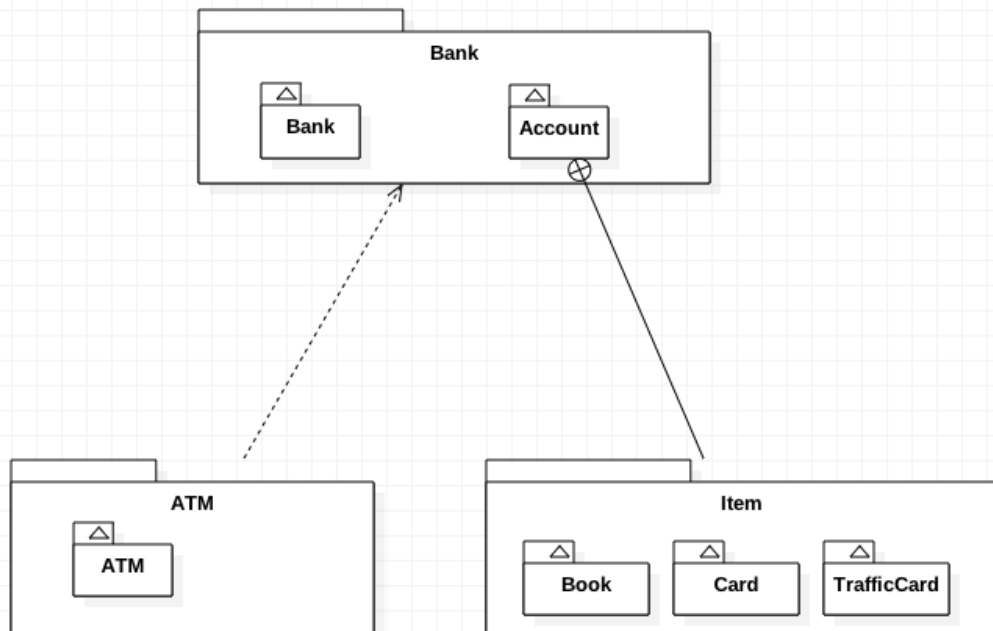 Bank
Bank
Account
ATM
Item
ATM
Book
Card
TrafficCard